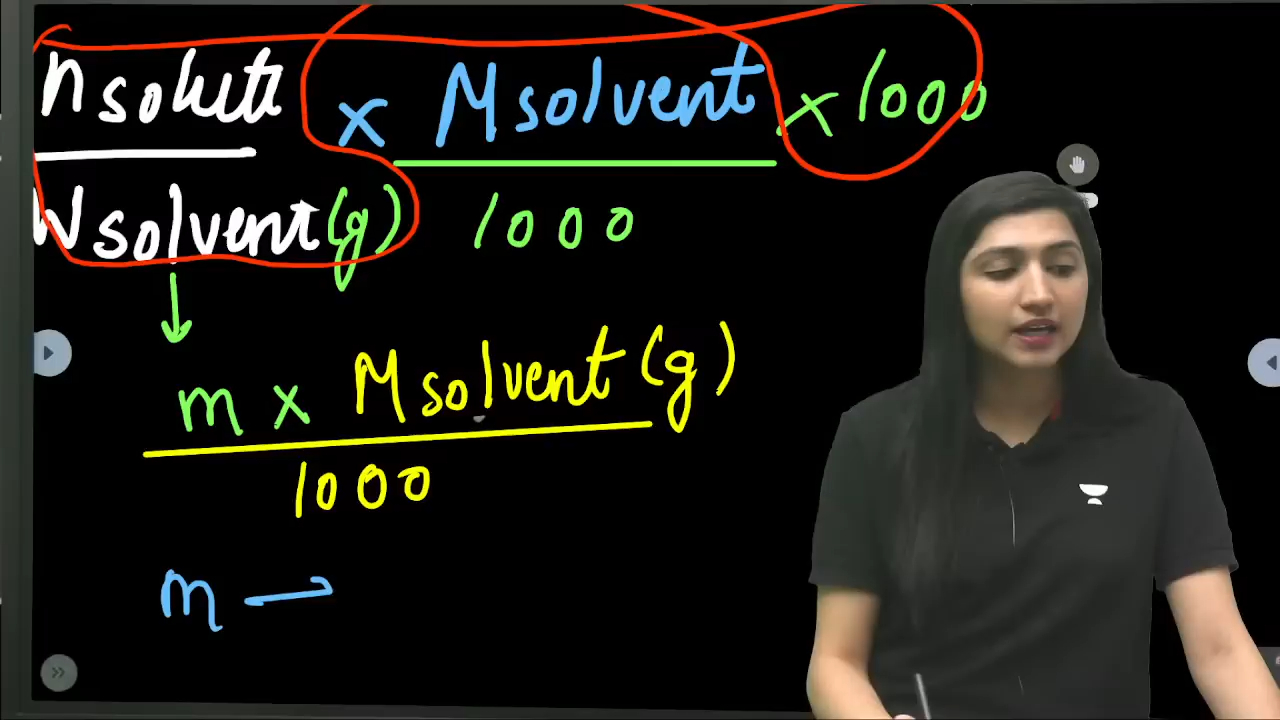 nsolute x Msolvent x 1000
Wsolvent(g) 1000
m x Msolvent(g)
1000
m →